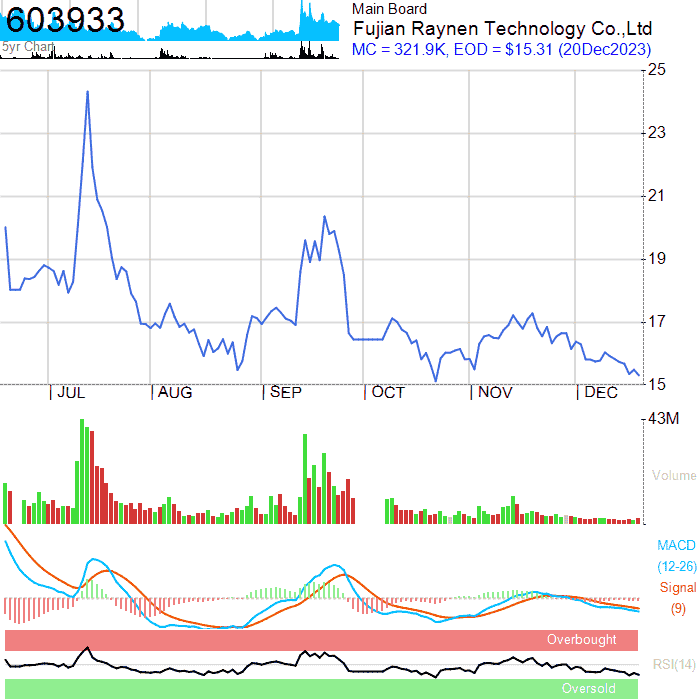 603933
Main Board
Fujian Raynen Technology Co.,Ltd
5yr Chart
MC = 321.9K, EOD = $15.31 (20Dec2023)
25
23
21
19
17
15
JUL
AUG
SEP
OCT
NOV
DEC
43M
Volume
MACD
(12-26)
Signal
(9)
Overbought
RSI(14)
Oversold